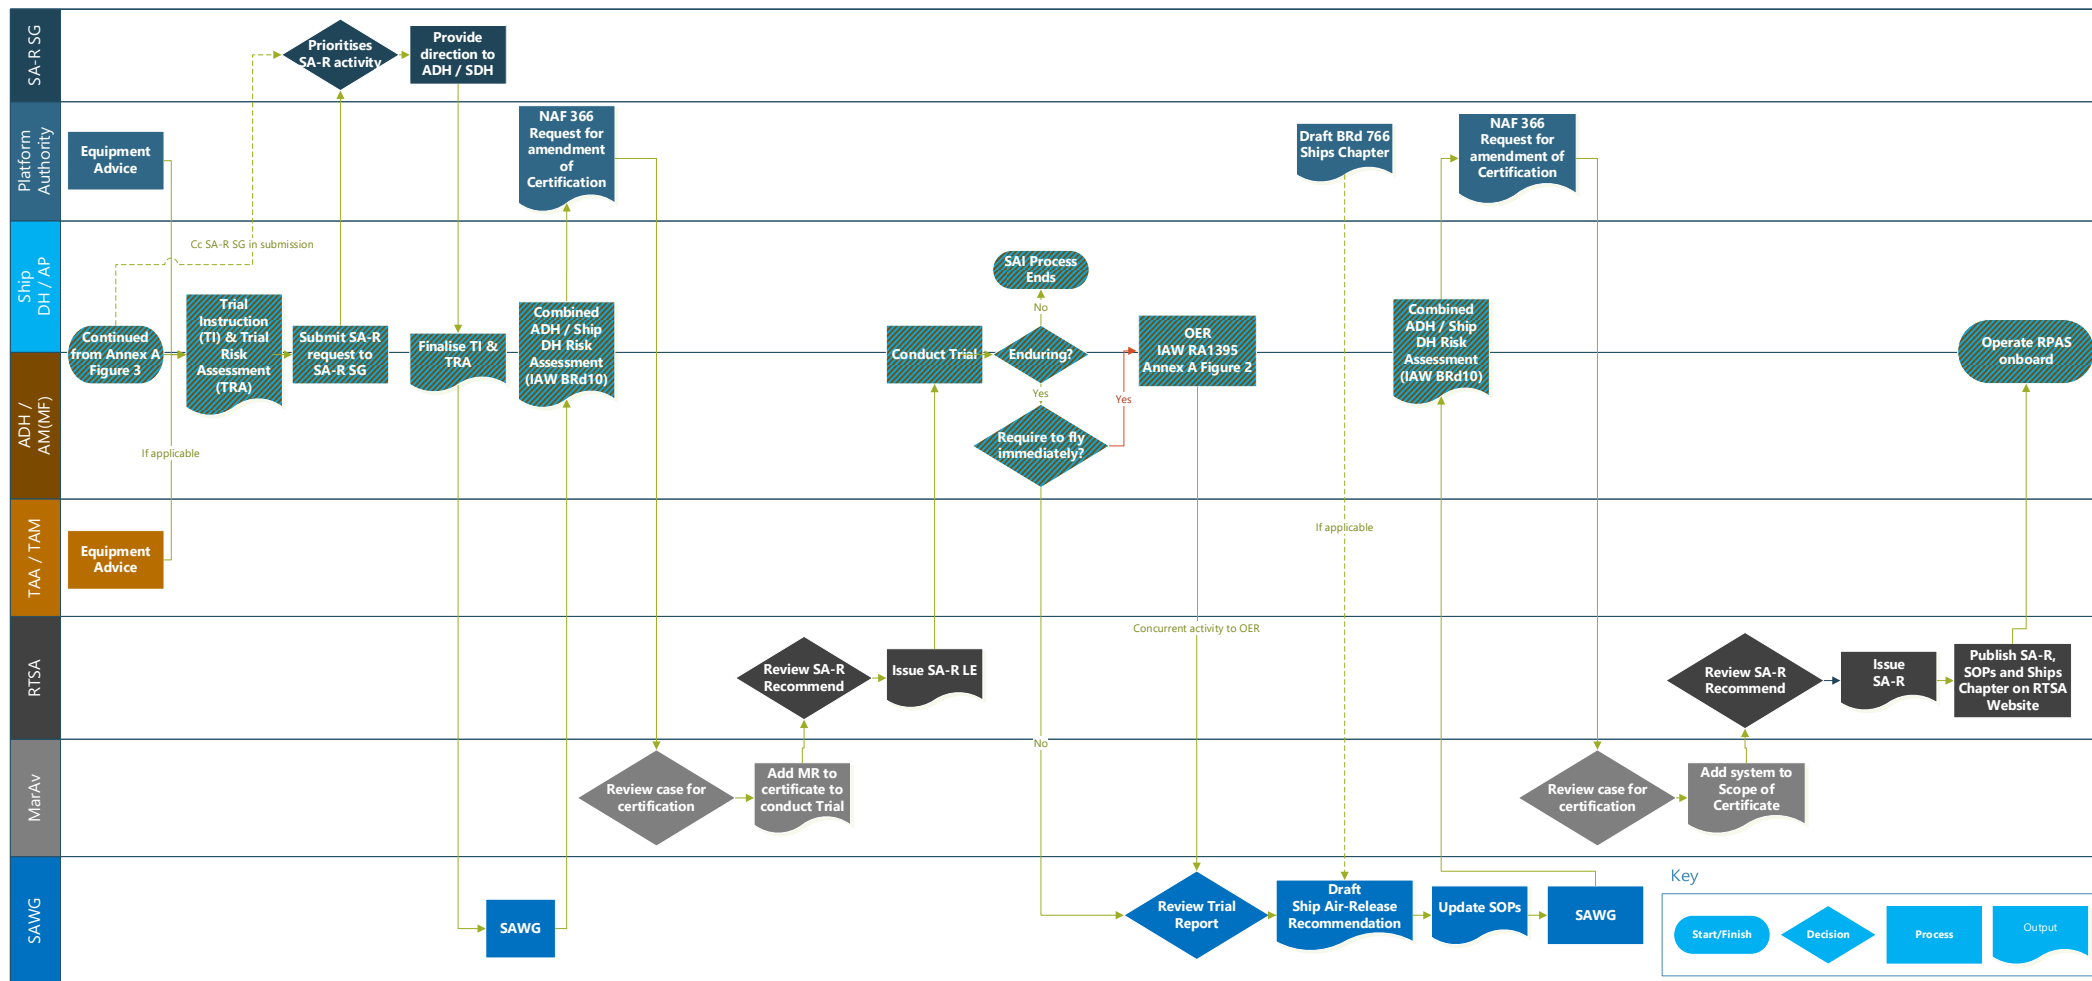 SA-R SG
Prioritises
SA-R activity
Provide
direction to
ADH / SDH
Platform
Authority
Equipment
Advice
NAF 366
Request for
amendment
of
Certification
Draft BRd 766
Ships Chapter
NAF 366
Request for
amendment of
Certification
Ship
DH / AP
Cc SA-R SG in submission
SAI Process
Ends
No
ADH /
AM(MF)
Continued
from Annex A
Figure 3
Trial
Instruction
(TI) & Trial
Risk
Assessment
(TRA)
Submit SA-R
request to
SA-R SG
Finalise TI &
TRA
Combined
ADH / Ship
DH Risk
Assessment
(IAW BRd10)
Conduct Trial
Enduring?
Yes
Require to fly
immediately?
Yes
OER
IAW RA1395
Annex A Figure 2
Combined
ADH / Ship
DH Risk
Assessment
(IAW BRd10)
Operate RPAS
onboard
If applicable
TAA / TAM
Equipment
Advice
If applicable
RTSA
Concurrent activity to OER
Review SA-R
Recommend
Issue SA-R LE
Review SA-R
Recommend
Issue
SA-R
Publish SA-R,
SOPs and Ships
Chapter on RTSA
Website
No
MarAv
Review case for
certification
Add MR to
certificate to
conduct Trial
Review case for
certification
Add system to
Scope of
Certificate
SAWG
SAWG
Review Trial
Report
Draft
Ship Air-Release
Recommendation
Update SOPs
SAWG
Key
Start/Finish
Decision
Process
Output